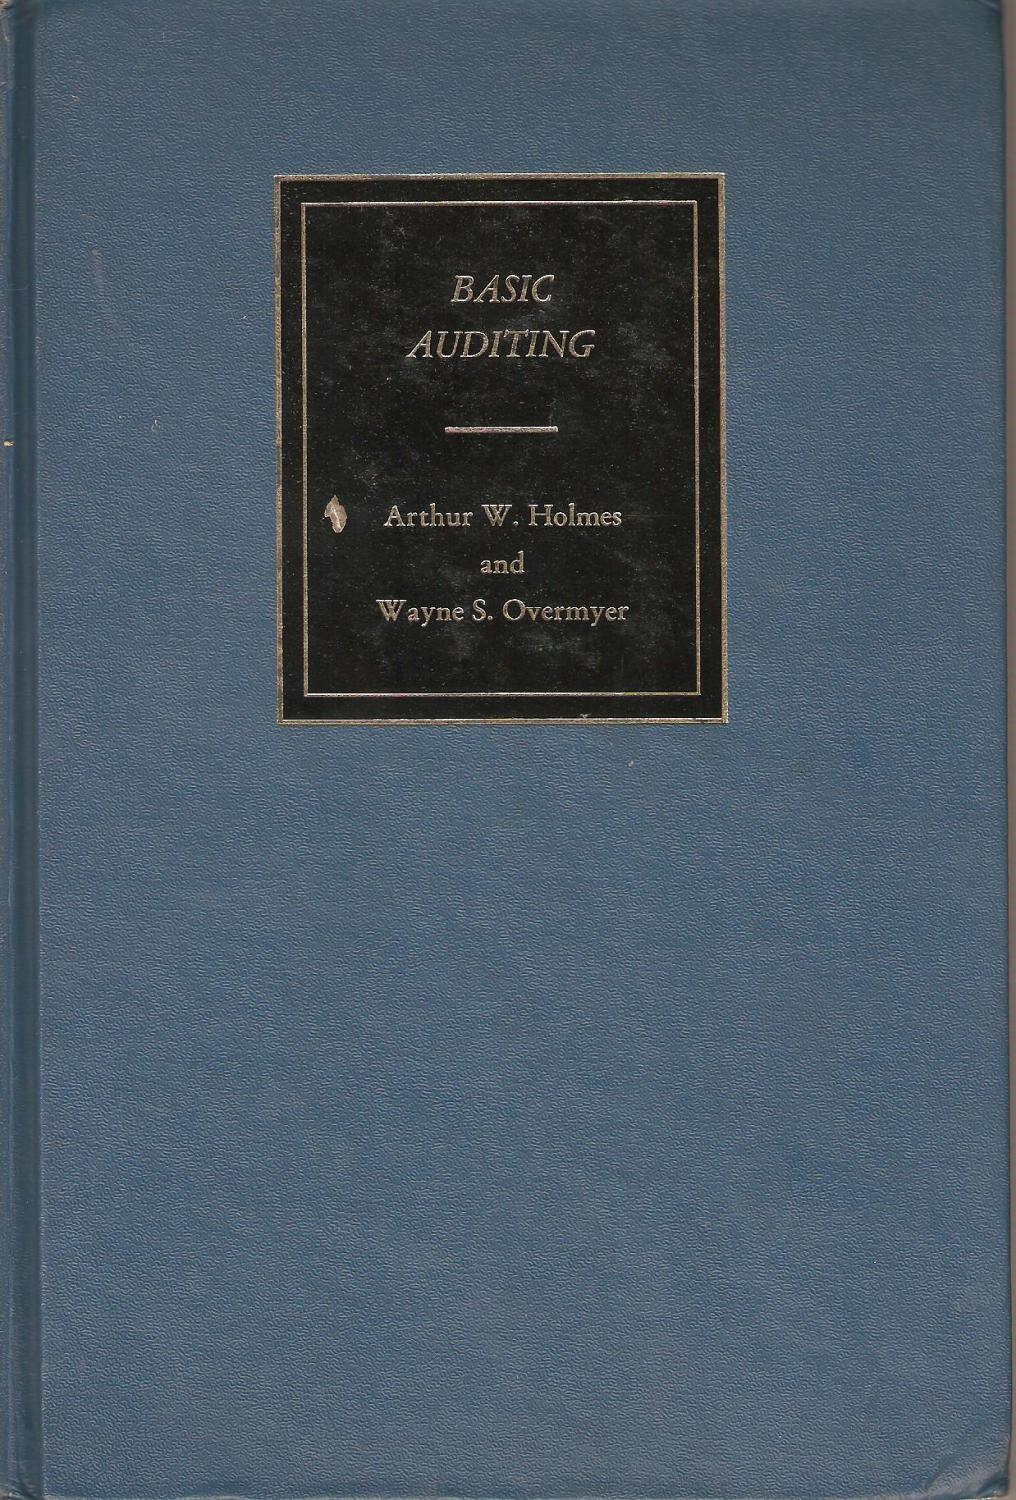 BASIC
AUDITING
Arthur W. Holmes
and
Wayne S. Overmyer